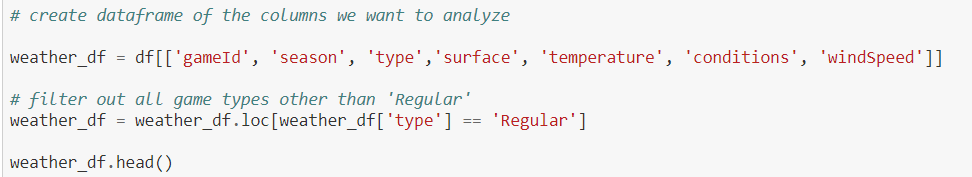 # create dataframe of the columns we want to analyze
weather_df = df[['gameId', 'season', 'type','surface', 'temperature', 'conditions', 'windSpeed']]
# filter out all game types other than 'Regular'
weather_df = weather_df.loc[weather_df['type'] == 'Regular']
weather_df.head()